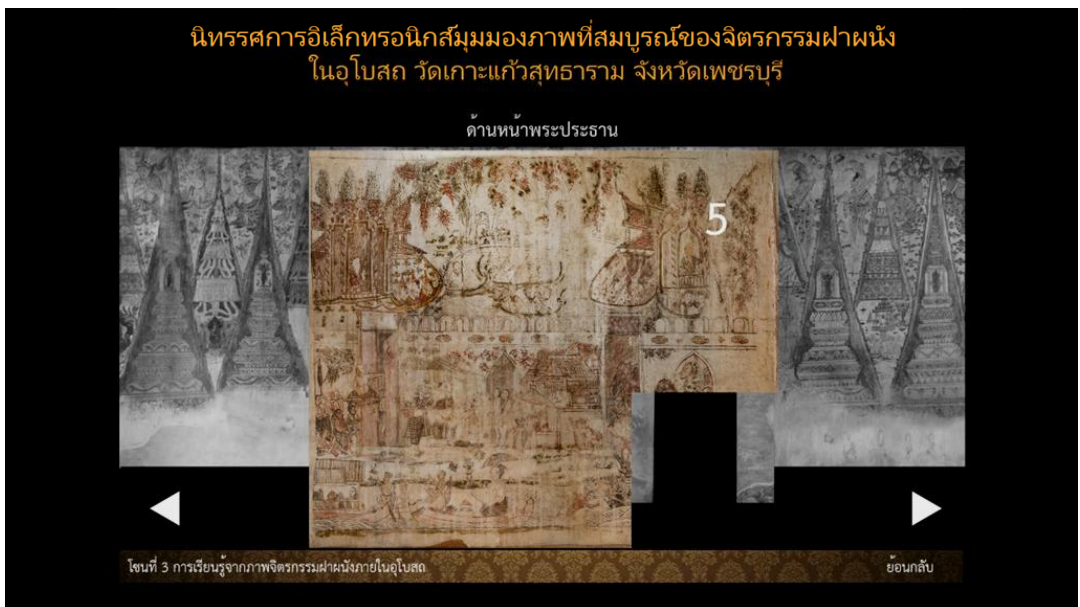 นิทรรศการอิเล็กทรอนิกส์มุมมองภาพที่สมบูรณ์ของจิตรกรรมฝาผนัง
ในอุโบสถ วัดเกาะแก้วสุทธาราม จังหวัดเพชรบุรี
ด้านหน้าพระประธาน
5
โซนที่ 3 การเรียนรู้จากภาพจิตรกรรมฝาผนังภายในอุโบสถ
ย้อนกลับ